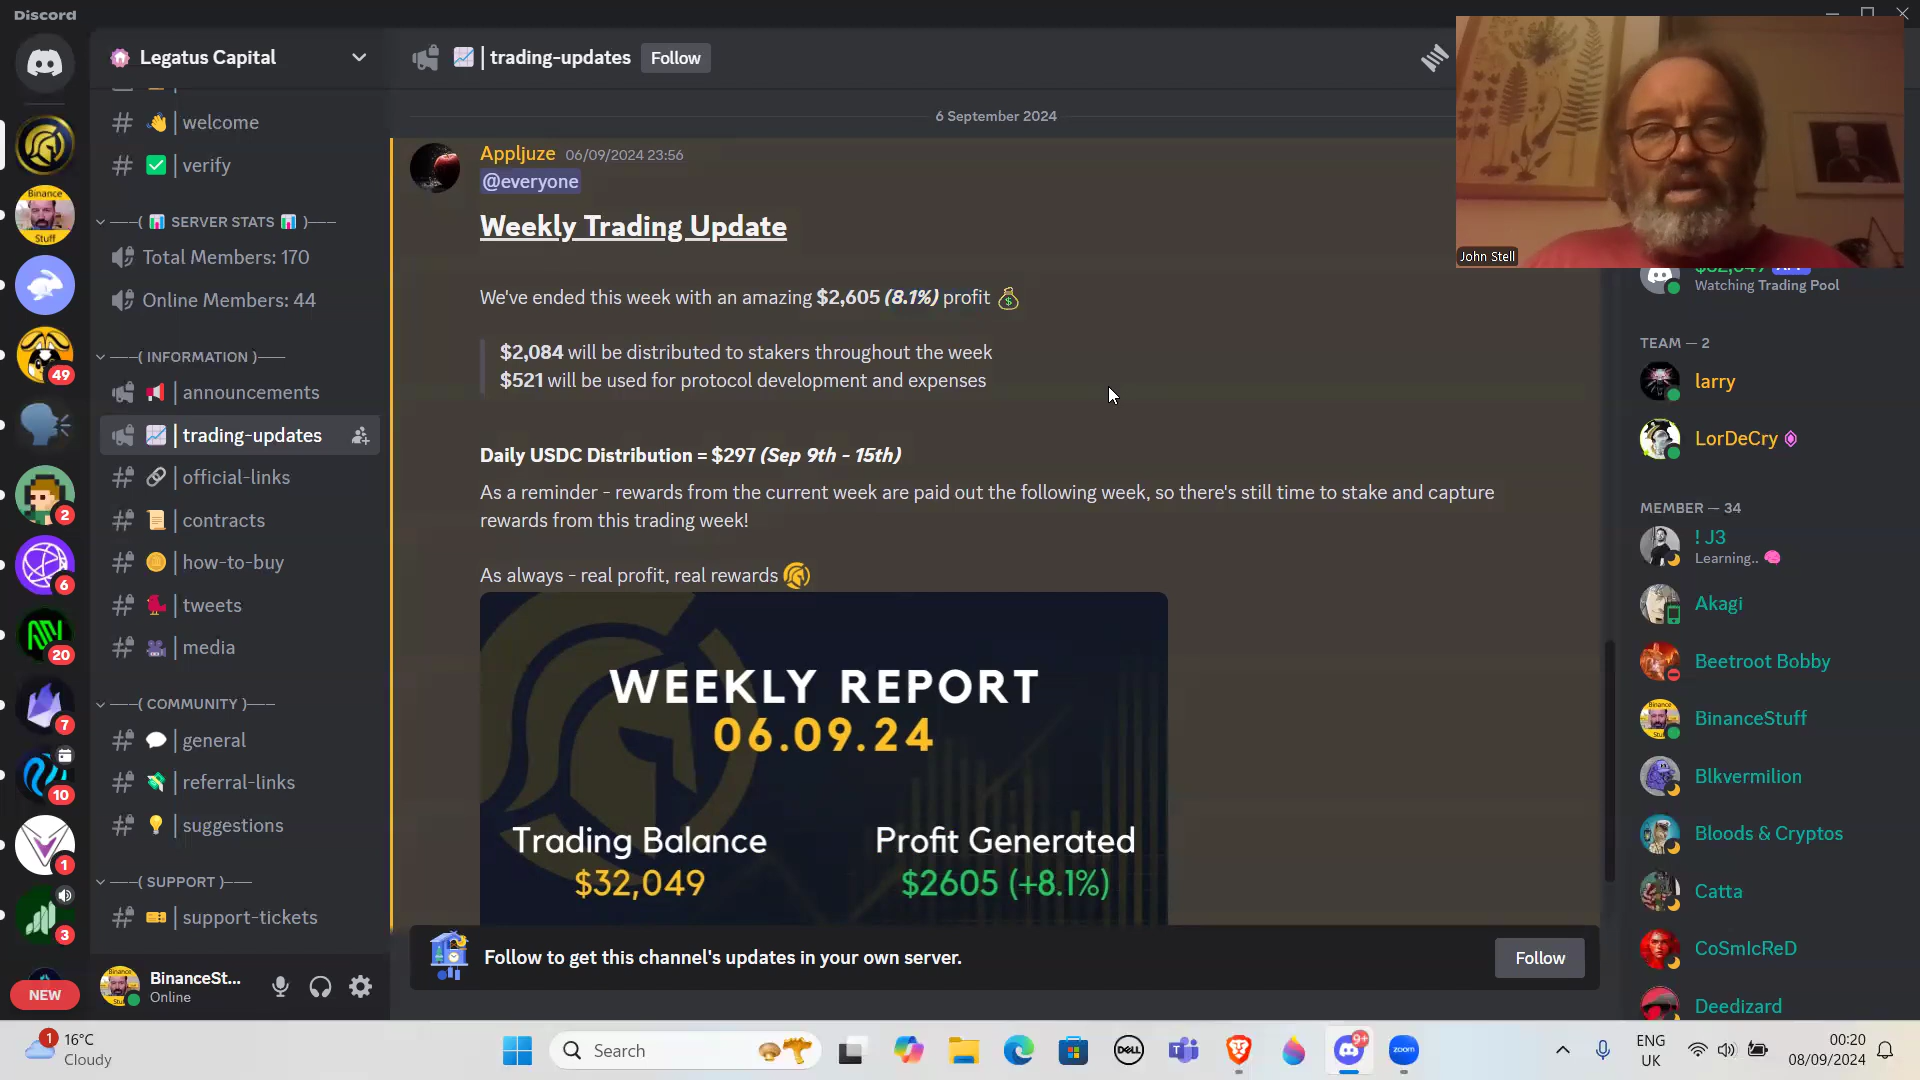 Discord
Legatus Capital
welcome
verify
( SERVER STATS )
Total Members: 170
Online Members: 44
( INFORMATION )
announcements
trading-updates
official-links
contracts
how-to-buy
tweets
media
( COMMUNITY )
general
referral-links
suggestions
( SUPPORT )
support-tickets
Binance
Stuff
49
2
6
20
7
10
1
3
NEW
BinanceSt...
Online
trading-updates
Follow
6 September 2024
Appljuze 06/09/2024 23:56
@everyone
Weekly Trading Update
We've ended this week with an amazing $2,605 (8.1%) profit
$2,084 will be distributed to stakers throughout the week
$521 will be used for protocol development and expenses
Daily USDC Distribution = $297 (Sep 9th - 15th)
As a reminder - rewards from the current week are paid out the following week, so there's still time to stake and capture
rewards from this trading week!
As always - real profit, real rewards
WEEKLY REPORT
06.09.24
Trading Balance
$32,049
Profit Generated
$2605 (+8.1%)
Follow to get this channel's updates in your own server.
Follow
John Stell
Watching Trading Pool
TEAM — 2
larry
LorDeCry
MEMBER — 34
! J3
Learning..
Akagi
Beetroot Bobby
BinanceStuff
Blkvermilion
Bloods & Cryptos
Catta
CoSmIcReD
Deedizard
1
16°C
Cloudy
Search
DELL
9+
zoom
ENG
UK
00:20
08/09/2024